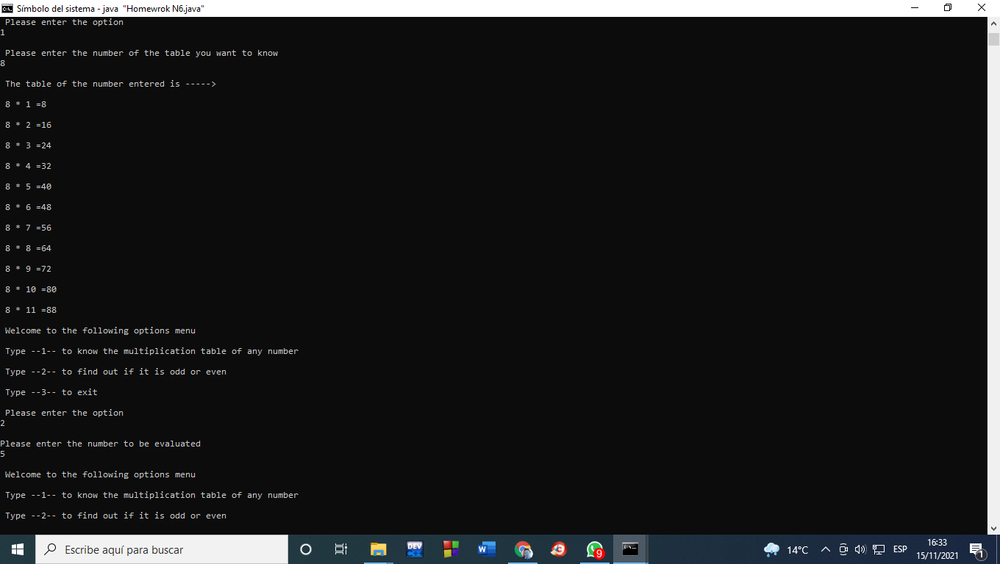 Símbolo del sistema - java "Homewrok N6.java"
Please enter the option
1
Please enter the number of the table you want to know
8
The table of the number entered is ----->
8 * 1 =8
8 * 2 =16
8 * 3 =24
8 * 4 =32
8 * 5 =40
8 * 6 =48
8 * 7 =56
8 * 8 =64
8 * 9 =72
8 * 10 =80
8 * 11 =88
Welcome to the following options menu
Type --1-- to know the multiplication table of any number
Type --2-- to find out if it is odd or even
Type --3-- to exit
Please enter the option
2
Please enter the number to be evaluated
5
Welcome to the following options menu
Type --1-- to know the multiplication table of any number
Type --2-- to find out if it is odd or even
Escribe aquí para buscar
DEV
W
9
14°C
ESP
16:33
15/11/2021
1